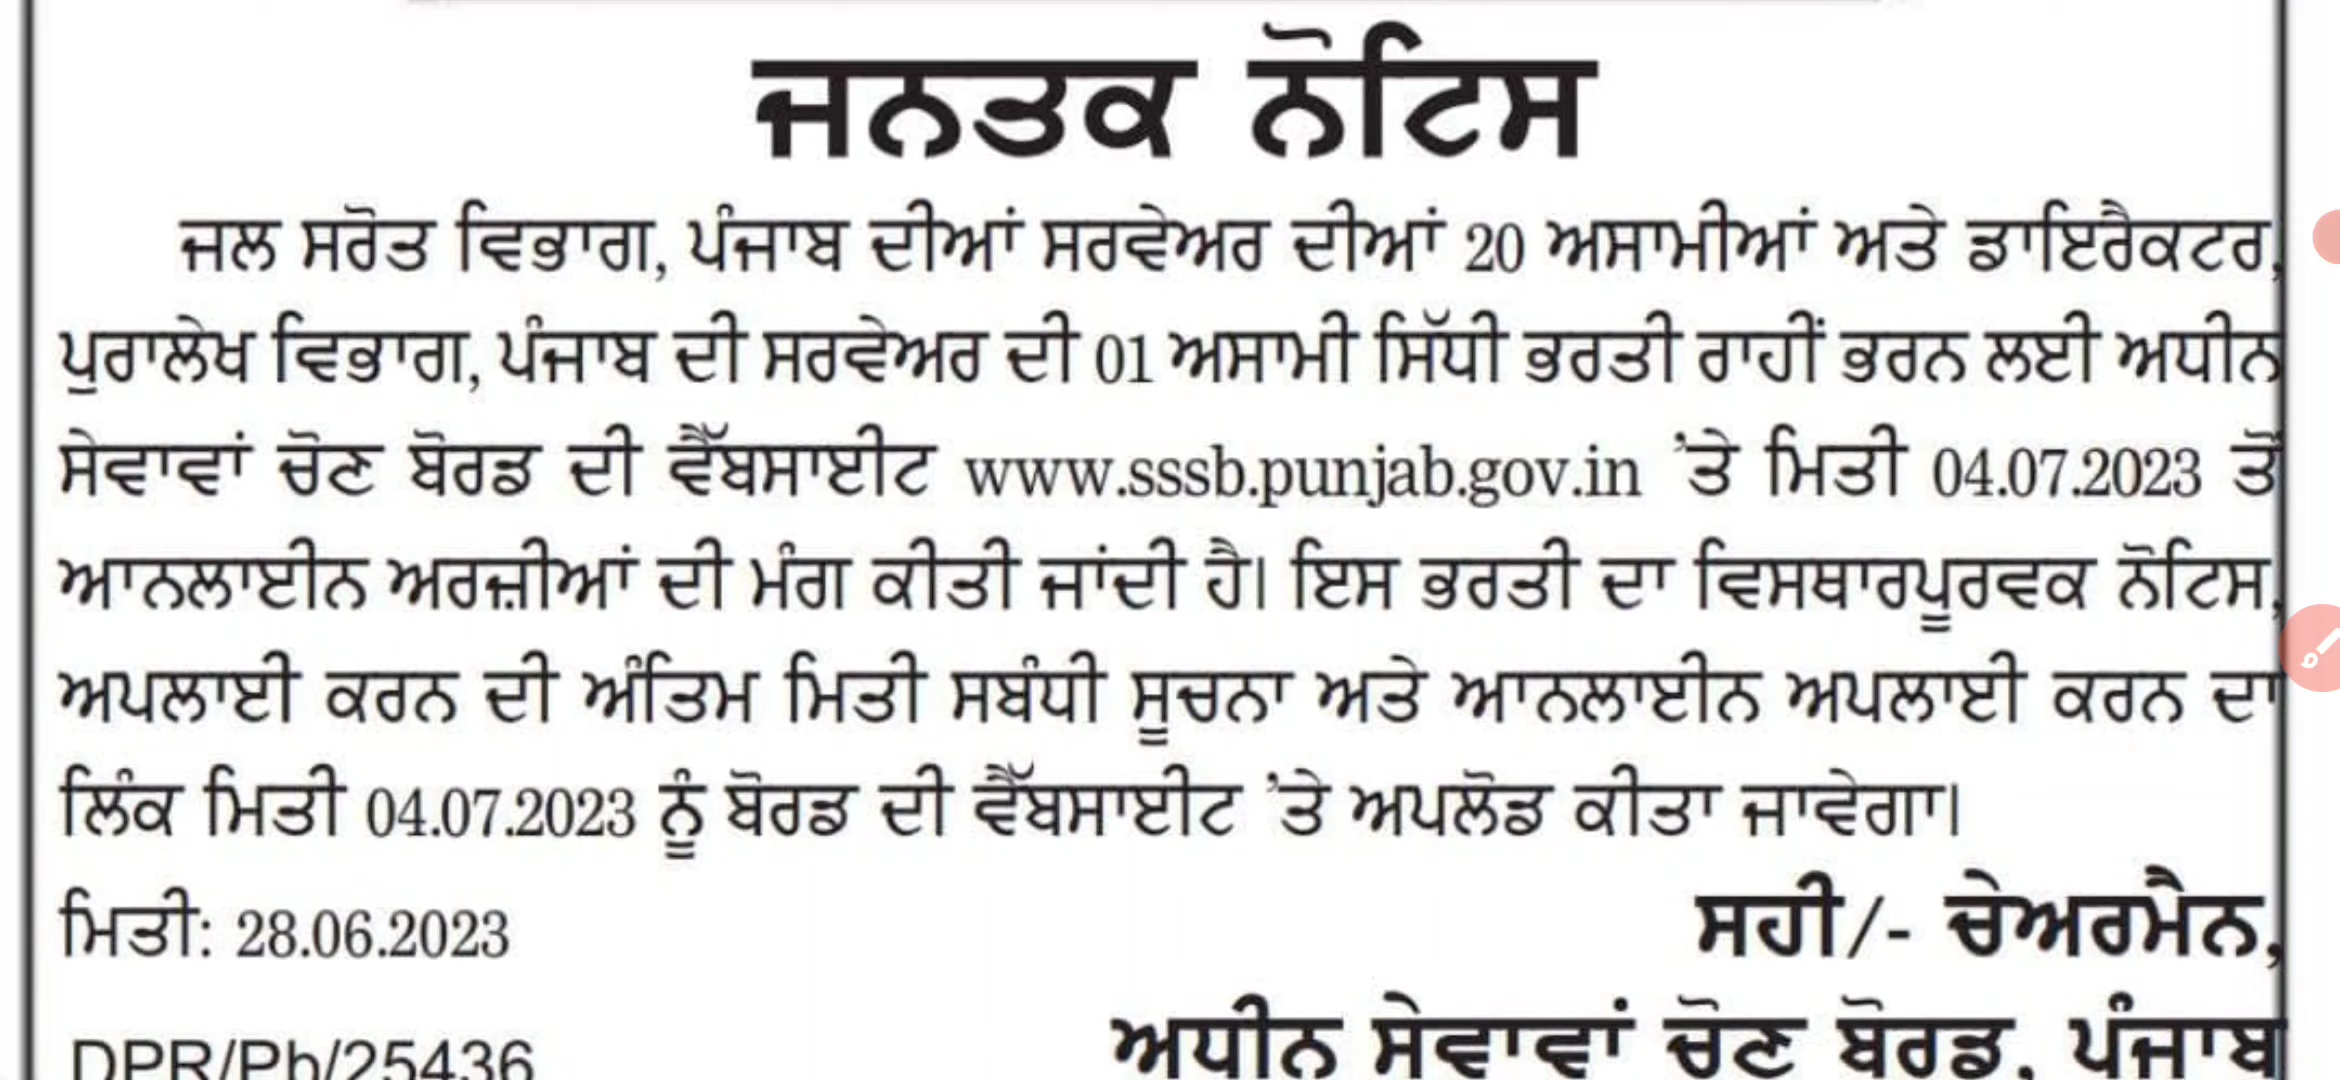 ਜਨਤਕ ਨੋਟਿਸ
ਜਲ ਸਰੋਤ ਵਿਭਾਗ, ਪੰਜਾਬ ਦੀਆਂ ਸਰਵੇਅਰ ਦੀਆਂ 20 ਅਸਾਮੀਆਂ ਅਤੇ ਡਾਇਰੈਕਟਰ,
ਪੁਰਾਲੇਖ ਵਿਭਾਗ, ਪੰਜਾਬ ਦੀ ਸਰਵੇਅਰ ਦੀ 01 ਅਸਾਮੀ ਸਿੱਧੀ ਭਰਤੀ ਰਾਹੀਂ ਭਰਨ ਲਈ ਅਧੀਨ
ਸੇਵਾਵਾਂ ਚੋਣ ਬੋਰਡ ਦੀ ਵੈੱਬਸਾਈਟ www.sssb.punjab.gov.in 'ਤੇ ਮਿਤੀ 04.07.2023 ਤੋਂ
ਆਨਲਾਈਨ ਅਰਜ਼ੀਆਂ ਦੀ ਮੰਗ ਕੀਤੀ ਜਾਂਦੀ ਹੈ। ਇਸ ਭਰਤੀ ਦਾ ਵਿਸਥਾਰਪੂਰਵਕ ਨੋਟਿਸ,
ਅਪਲਾਈ ਕਰਨ ਦੀ ਅੰਤਿਮ ਮਿਤੀ ਸਬੰਧੀ ਸੂਚਨਾ ਅਤੇ ਆਨਲਾਈਨ ਅਪਲਾਈ ਕਰਨ ਦਾ
ਲਿੰਕ ਮਿਤੀ 04.07.2023 ਨੂੰ ਬੋਰਡ ਦੀ ਵੈੱਬਸਾਈਟ 'ਤੇ ਅਪਲੋਡ ਕੀਤਾ ਜਾਵੇਗਾ।
ਮਿਤੀ: 28.06.2023 ਸਹੀ/- ਚੇਅਰਮੈਨ,
DPR/Pb/25436 ਅਧੀਨ ਸੇਵਾਵਾਂ ਚੋਣ ਬੋਰਡ, ਪੰਜਾਬ